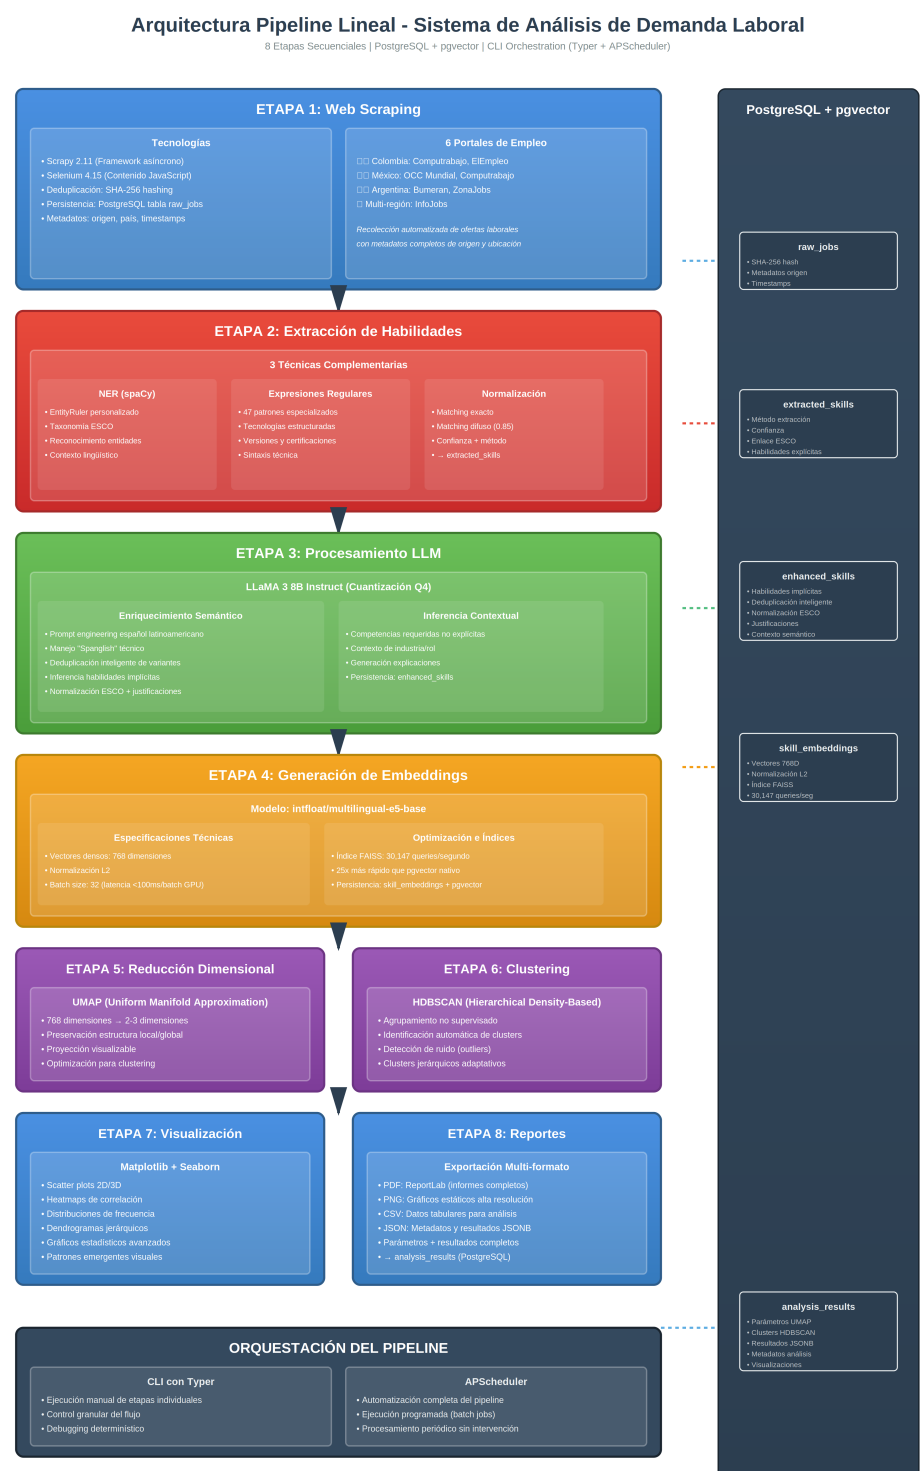 Arquitectura Pipeline Lineal - Sistema de Análisis de Demanda Laboral
8 Etapas Secuenciales | PostgreSQL + pgvector | CLI Orchestration (Typer + APScheduler)
ETAPA 1: Web Scraping
Tecnologías
• Scrapy 2.11 (Framework asíncrono)
• Selenium 4.15 (Contenido JavaScript)
• Deduplicación: SHA-256 hashing
• Persistencia: PostgreSQL tabla raw_jobs
• Metadatos: origen, país, timestamps
6 Portales de Empleo
Colombia: Computrabajo, ElEmpleo
México: OCC Mundial, Computrabajo
Argentina: Bumeran, ZonaJobs
Multi-región: InfoJobs
Recolección automatizada de ofertas laborales
con metadatos completos de origen y ubicación
ETAPA 2: Extracción de Habilidades
3 Técnicas Complementarias
NER (spaCy)
• EntityRuler personalizado
• Taxonomía ESCO
• Reconocimiento entidades
• Contexto lingüístico
Expresiones Regulares
• 47 patrones especializados
• Tecnologías estructuradas
• Versiones y certificaciones
• Sintaxis técnica
Normalización
• Matching exacto
• Matching difuso (0.85)
• Confianza + método
• → extracted_skills
ETAPA 3: Procesamiento LLM
LLaMA 3 8B Instruct (Cuantización Q4)
Enriquecimiento Semántico
• Prompt engineering español latinoamericano
• Manejo "Spanglish" técnico
• Deduplicación inteligente de variantes
• Inferencia habilidades implícitas
• Normalización ESCO + justificaciones
Inferencia Contextual
• Competencias requeridas no explícitas
• Contexto de industria/rol
• Generación explicaciones
• Persistencia: enhanced_skills
ETAPA 4: Generación de Embeddings
Modelo: intfloat/multilingual-e5-base
Especificaciones Técnicas
• Vectores densos: 768 dimensiones
• Normalización L2
• Batch size: 32 (latencia <100ms/batch GPU)
Optimización e Índices
• Índice FAISS: 30,147 queries/segundo
• 25x más rápido que pgvector nativo
• Persistencia: skill_embeddings + pgvector
ETAPA 5: Reducción Dimensional
UMAP (Uniform Manifold Approximation)
• 768 dimensiones → 2-3 dimensiones
• Preservación estructura local/global
• Proyección visualizable
• Optimización para clustering
ETAPA 6: Clustering
HDBSCAN (Hierarchical Density-Based)
• Agrupamiento no supervisado
• Identificación automática de clusters
• Detección de ruido (outliers)
• Clusters jerárquicos adaptativos
ETAPA 7: Visualización
Matplotlib + Seaborn
• Scatter plots 2D/3D
• Heatmaps de correlación
• Distribuciones de frecuencia
• Dendrogramas jerárquicos
• Gráficos estadísticos avanzados
• Patrones emergentes visuales
ETAPA 8: Reportes
Exportación Multi-formato
• PDF: ReportLab (informes completos)
• PNG: Gráficos estáticos alta resolución
• CSV: Datos tabulares para análisis
• JSON: Metadatos y resultados JSONB
• Parámetros + resultados completos
• → analysis_results (PostgreSQL)
ORQUESTACIÓN DEL PIPELINE
CLI con Typer
• Ejecución manual de etapas individuales
• Control granular del flujo
• Debugging determinístico
APScheduler
• Automatización completa del pipeline
• Ejecución programada (batch jobs)
• Procesamiento periódico sin intervención
PostgreSQL + pgvector
raw_jobs
• SHA-256 hash
• Metadatos origen
• Timestamps
extracted_skills
• Método extracción
• Confianza
• Enlace ESCO
• Habilidades explícitas
enhanced_skills
• Habilidades implícitas
• Deduplicación inteligente
• Normalización ESCO
• Justificaciones
• Contexto semántico
skill_embeddings
• Vectores 768D
• Normalización L2
• Índice FAISS
• 30,147 queries/seg
analysis_results
• Parámetros UMAP
• Clusters HDBSCAN
• Resultados JSONB
• Metadatos análisis
• Visualizaciones